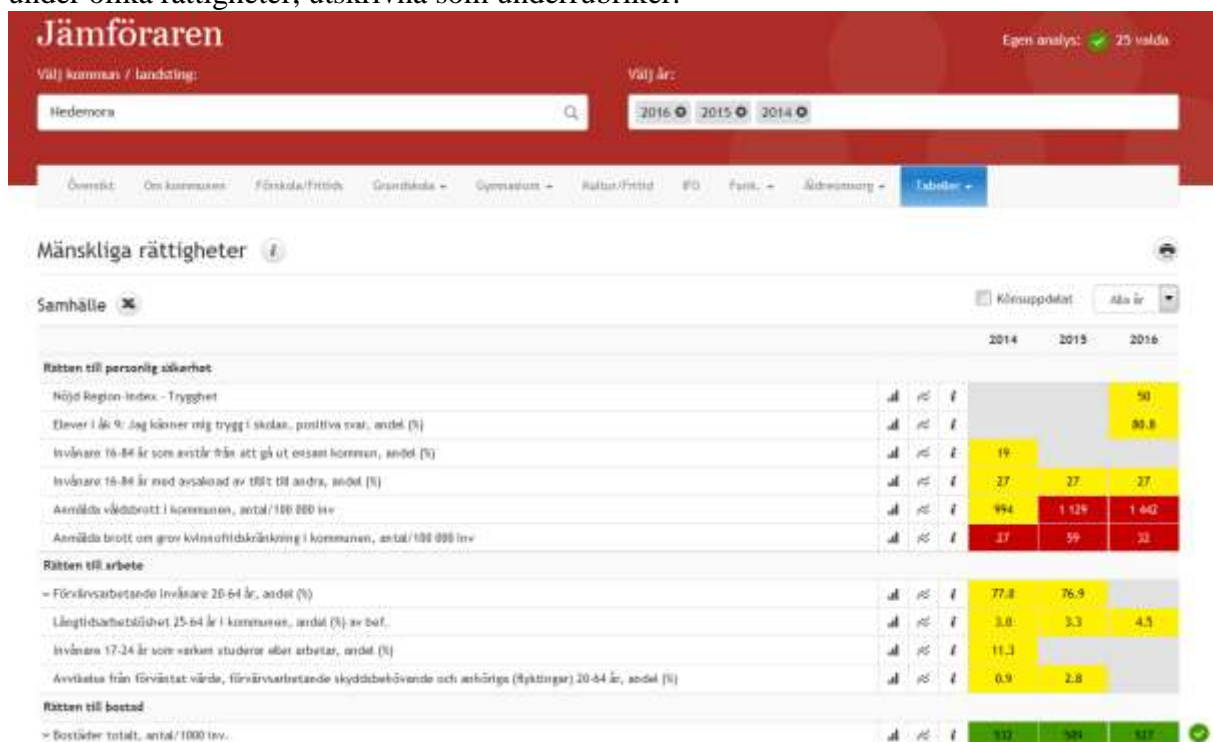 under olika rättigheter, utskrivna som underrubriker.
Jämföraren
Egen analys: 25 valda
Välj kommun / landsting: Välj år:
Hedemora 2016 2015 2014
Översikt Om kommunen Förskola/Fritids Grundskola Gymnasium Kultur/Fritid IFO Funk. Äldreomsorg Tabeller
Mänskliga rättigheter i
Samhälle
Könsuppdelat Alla år
2014 2015 2016
Rätten till personlig säkerhet
Nöjd Region-Index - Trygghet i 50
Elever i åk 9: Jag känner mig trygg i skolan, positiva svar, andel (%) i 80.8
Invånare 16-84 år som avstår från att gå ut ensam kommun, andel (%) i 19
Invånare 16-84 år med avsaknad av tillit till andra, andel (%) i 27 27 27
Anmälda våldsbrott i kommunen, antal/100 000 inv i 994 1 129 1 442
Anmälda brott om grov kvinnofridskränkning i kommunen, antal/100 000 inv i 27 59 32
Rätten till arbete
Förvärvsarbetande invånare 20-64 år, andel (%) i 77.8 76.9
Långtidsarbetslöshet 25-64 år i kommunen, andel (%) av bef. i 3.3 4.5
Invånare 17-24 år som varken studerar eller arbetar, andel (%) i 11.3
Avvikelse från förväntat värde, förvärvsarbetande skyddsbehövande och anhöriga (flyktingar) 20-64 år, andel (%) i 0.9 2.8
Rätten till bostad
Bostäder totalt, antal/1000 inv. i 532 527